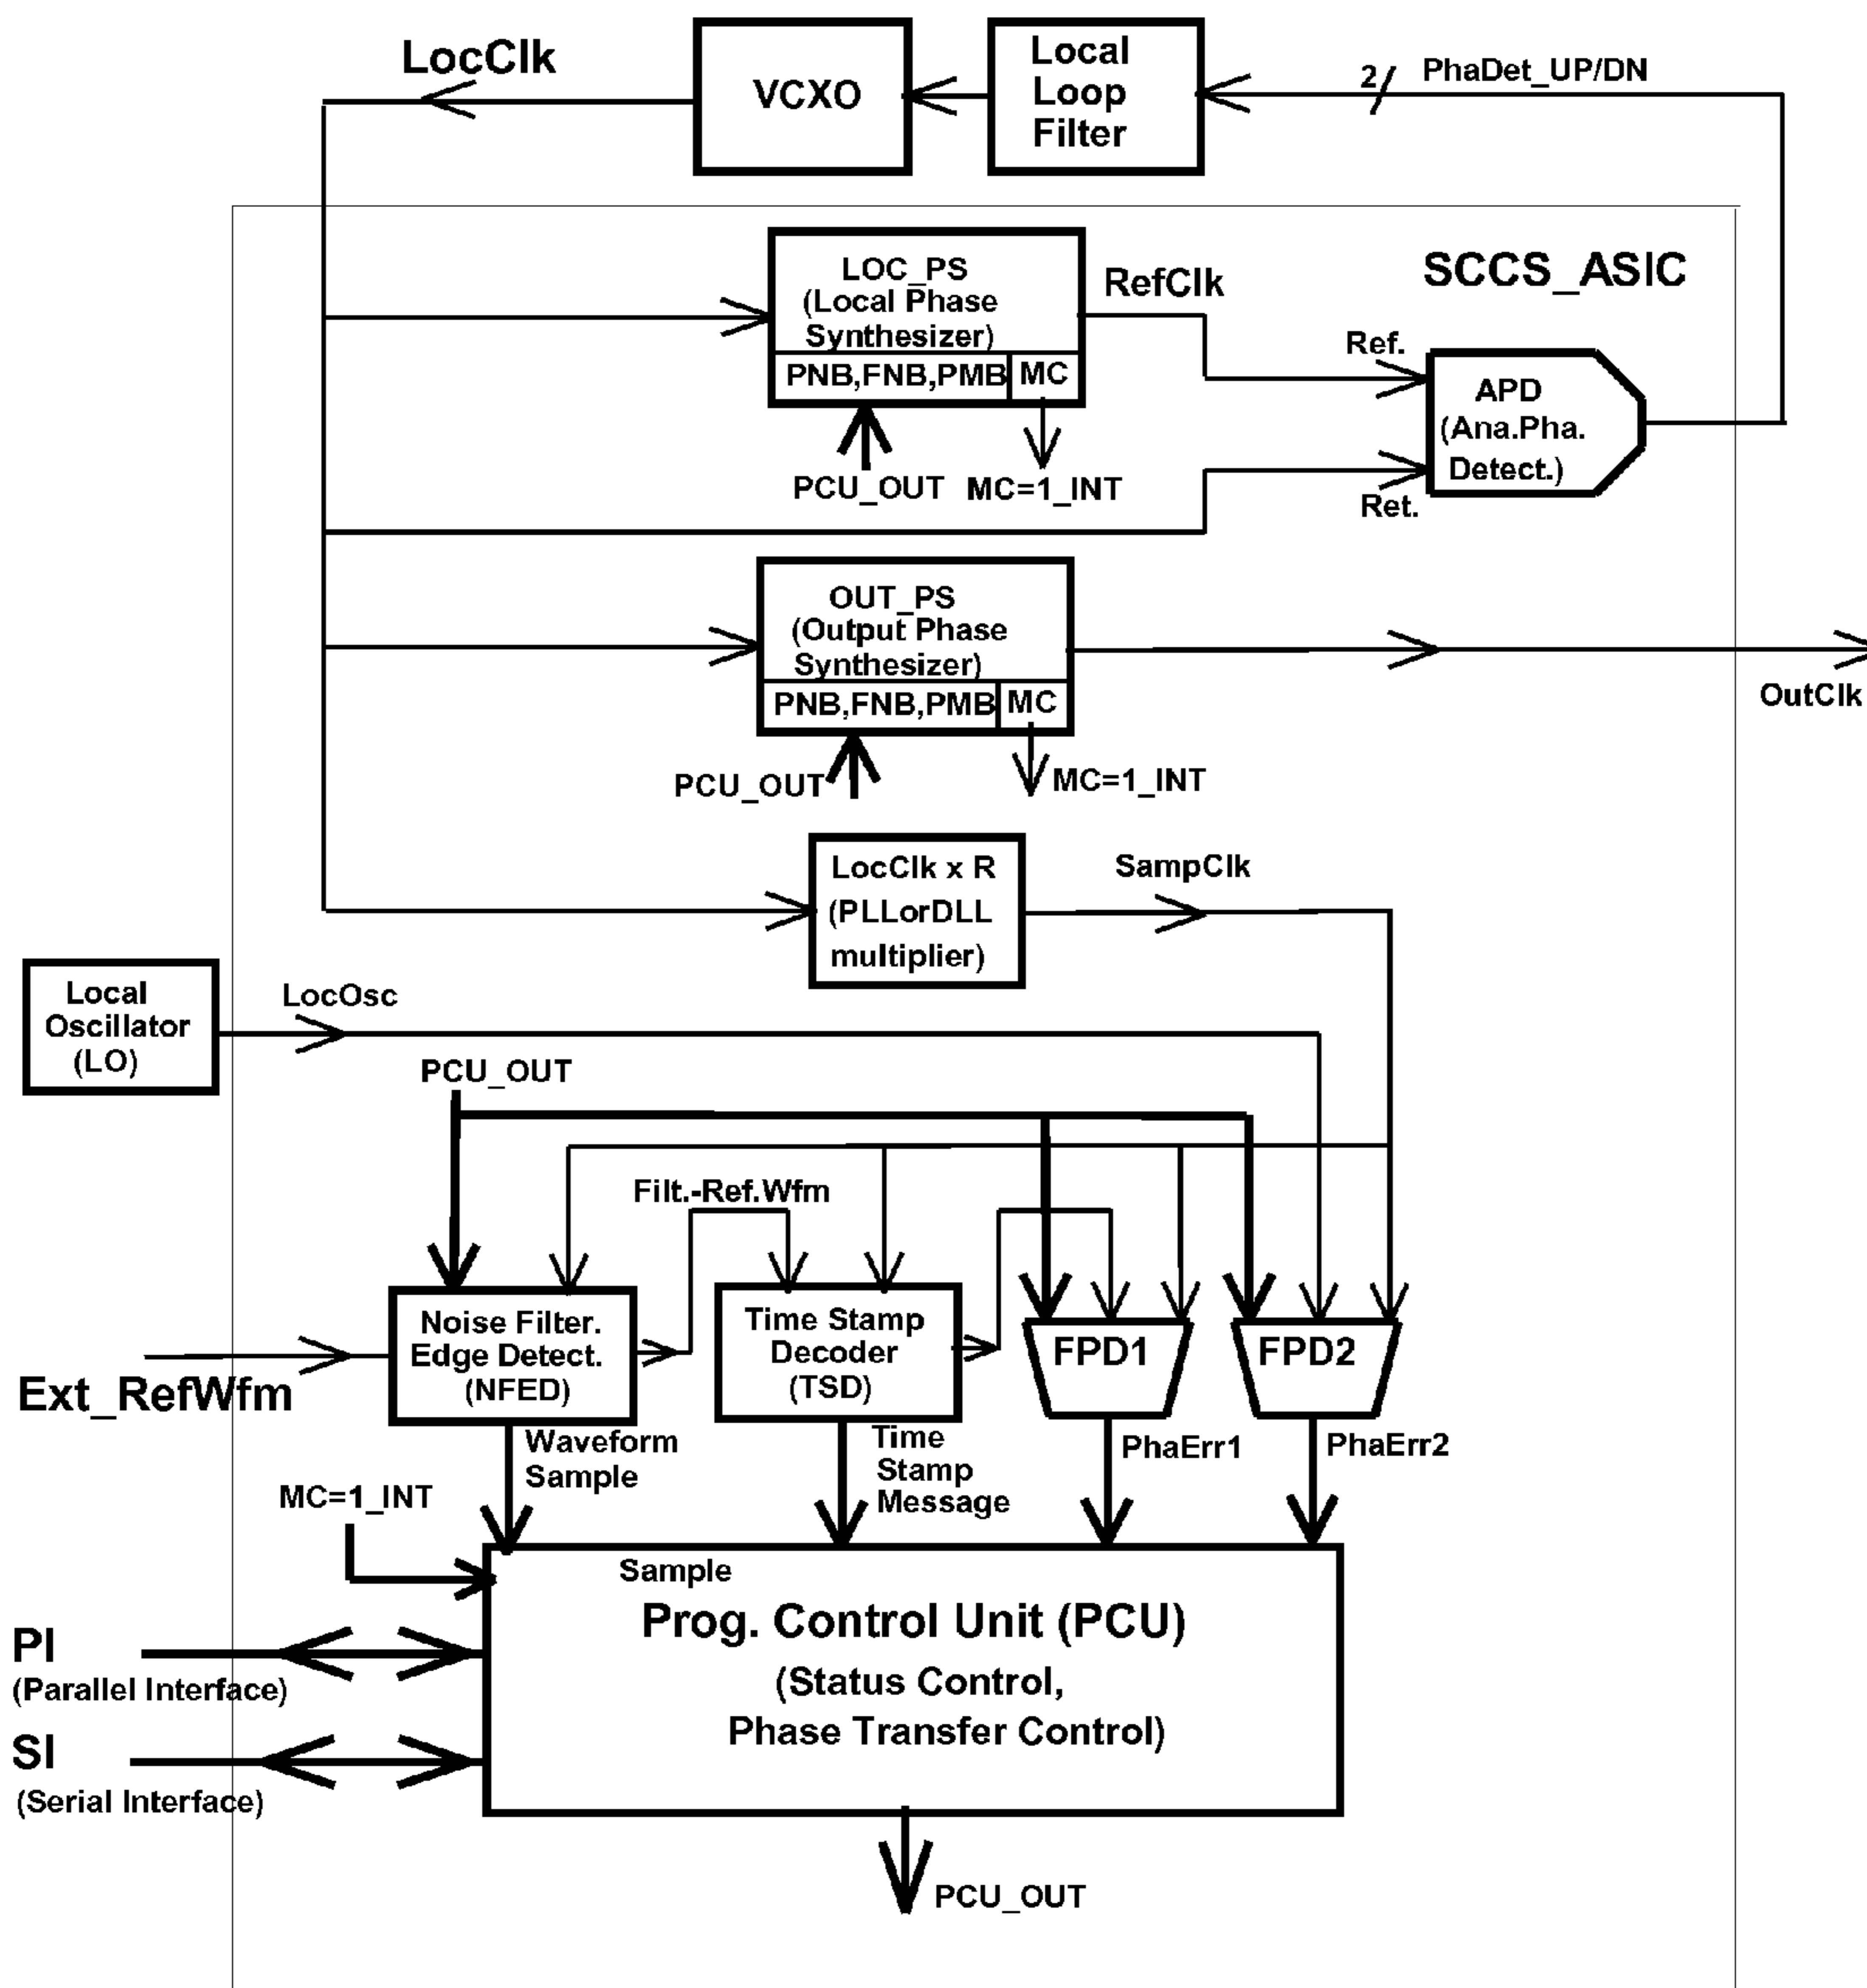 LocClk
VCXO
Local
Loop
Filter
2
PhaDet_UP/DN
SCCS_ASIC
LOC_PS
(Local Phase
Synthesizer)
PNB,FNB,PMB
MC
RefClk
PCU_OUT
MC=1_INT
Ref.
APD
(Ana.Pha.
Detect.)
Ret.
OUT_PS
(Output Phase
Synthesizer)
PNB,FNB,PMB
MC
OutClk
PCU_OUT
MC=1_INT
LocClk x R
(PLLorDLL
multiplier)
SampClk
Local
Oscillator
(LO)
LocOsc
PCU_OUT
Filt.-Ref.Wfm
Noise Filter.
Edge Detect.
(NFED)
Time Stamp
Decoder
(TSD)
FPD1
FPD2
Ext_RefWfm
Waveform
Sample
Time
Stamp
Message
PhaErr1
PhaErr2
MC=1_INT
Sample
Prog. Control Unit (PCU)
(Status Control,
Phase Transfer Control)
PI
(Parallel Interface)
SI
(Serial Interface)
PCU_OUT